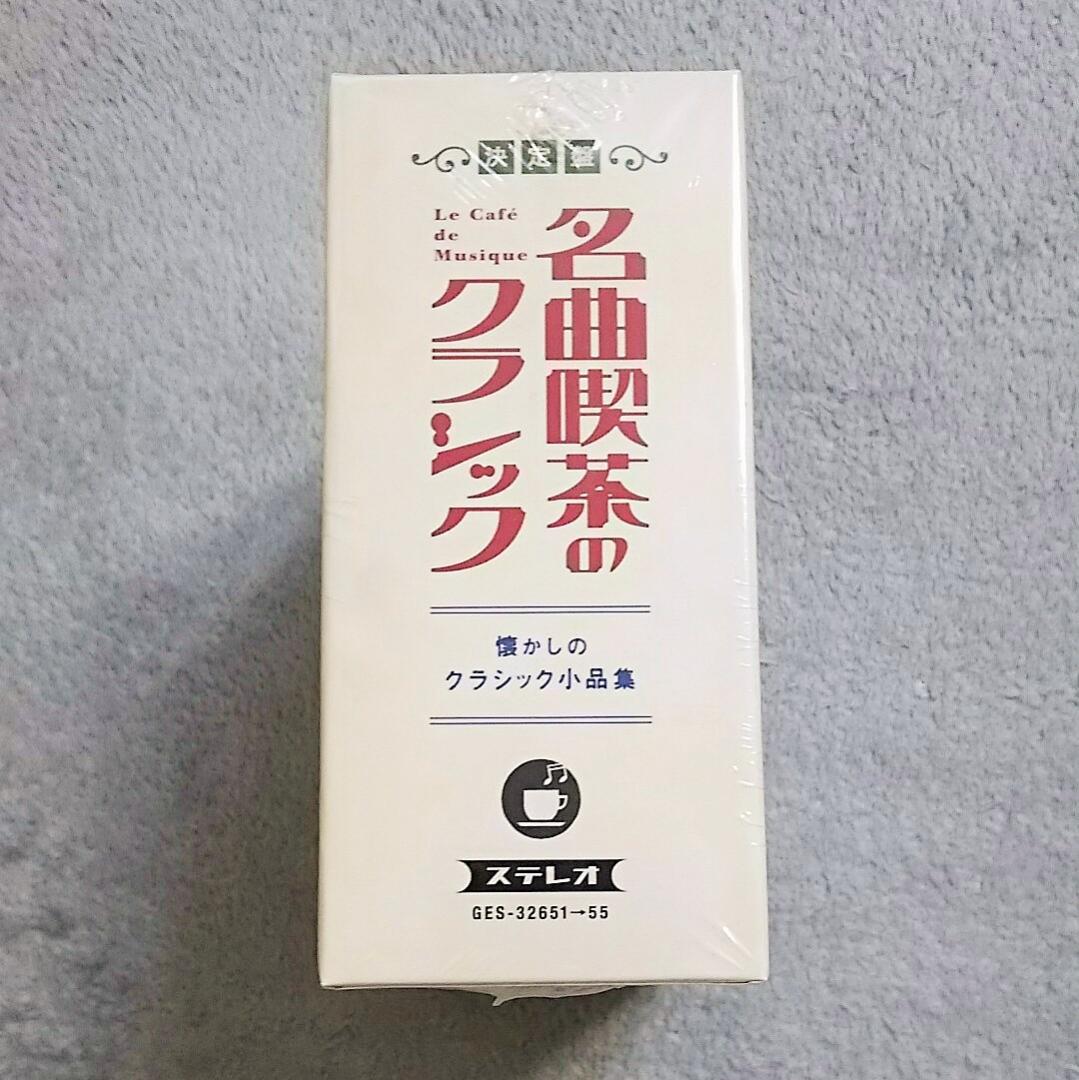 決定盤
名曲喫茶の
Le Café
de
Musique
クラシック
懐かしの
クラシック小品集
ステレオ
GES-32651→55